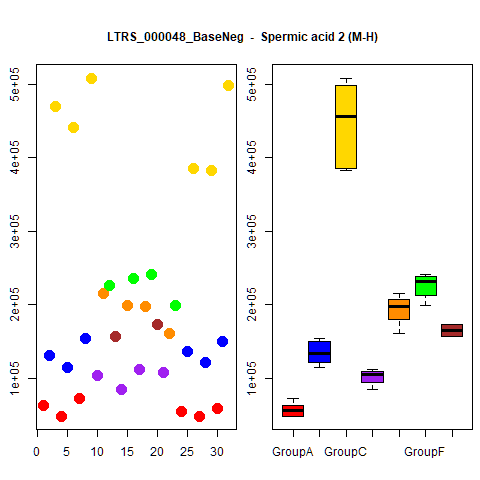 LTRS_000048_BaseNeg - Spermic acid 2 (M-H)
5e+05
4e+05
3e+05
2e+05
1e+05
0 5 10 15 20 25 30
5e+05
4e+05
3e+05
2e+05
1e+05
GroupA GroupC GroupF